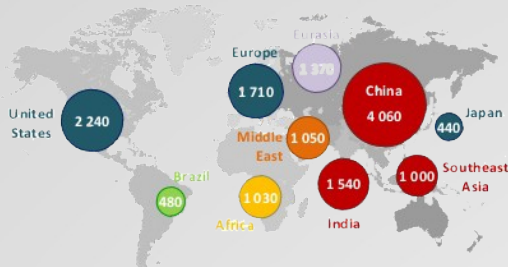 Eurasia
1 370
Europe
1 710
China
4 060
United
States
2 240
Japan
440
Middle
East
1 050
Southeast
Asia
1 000
Brazil
480
1 540
India
1 030
Africa